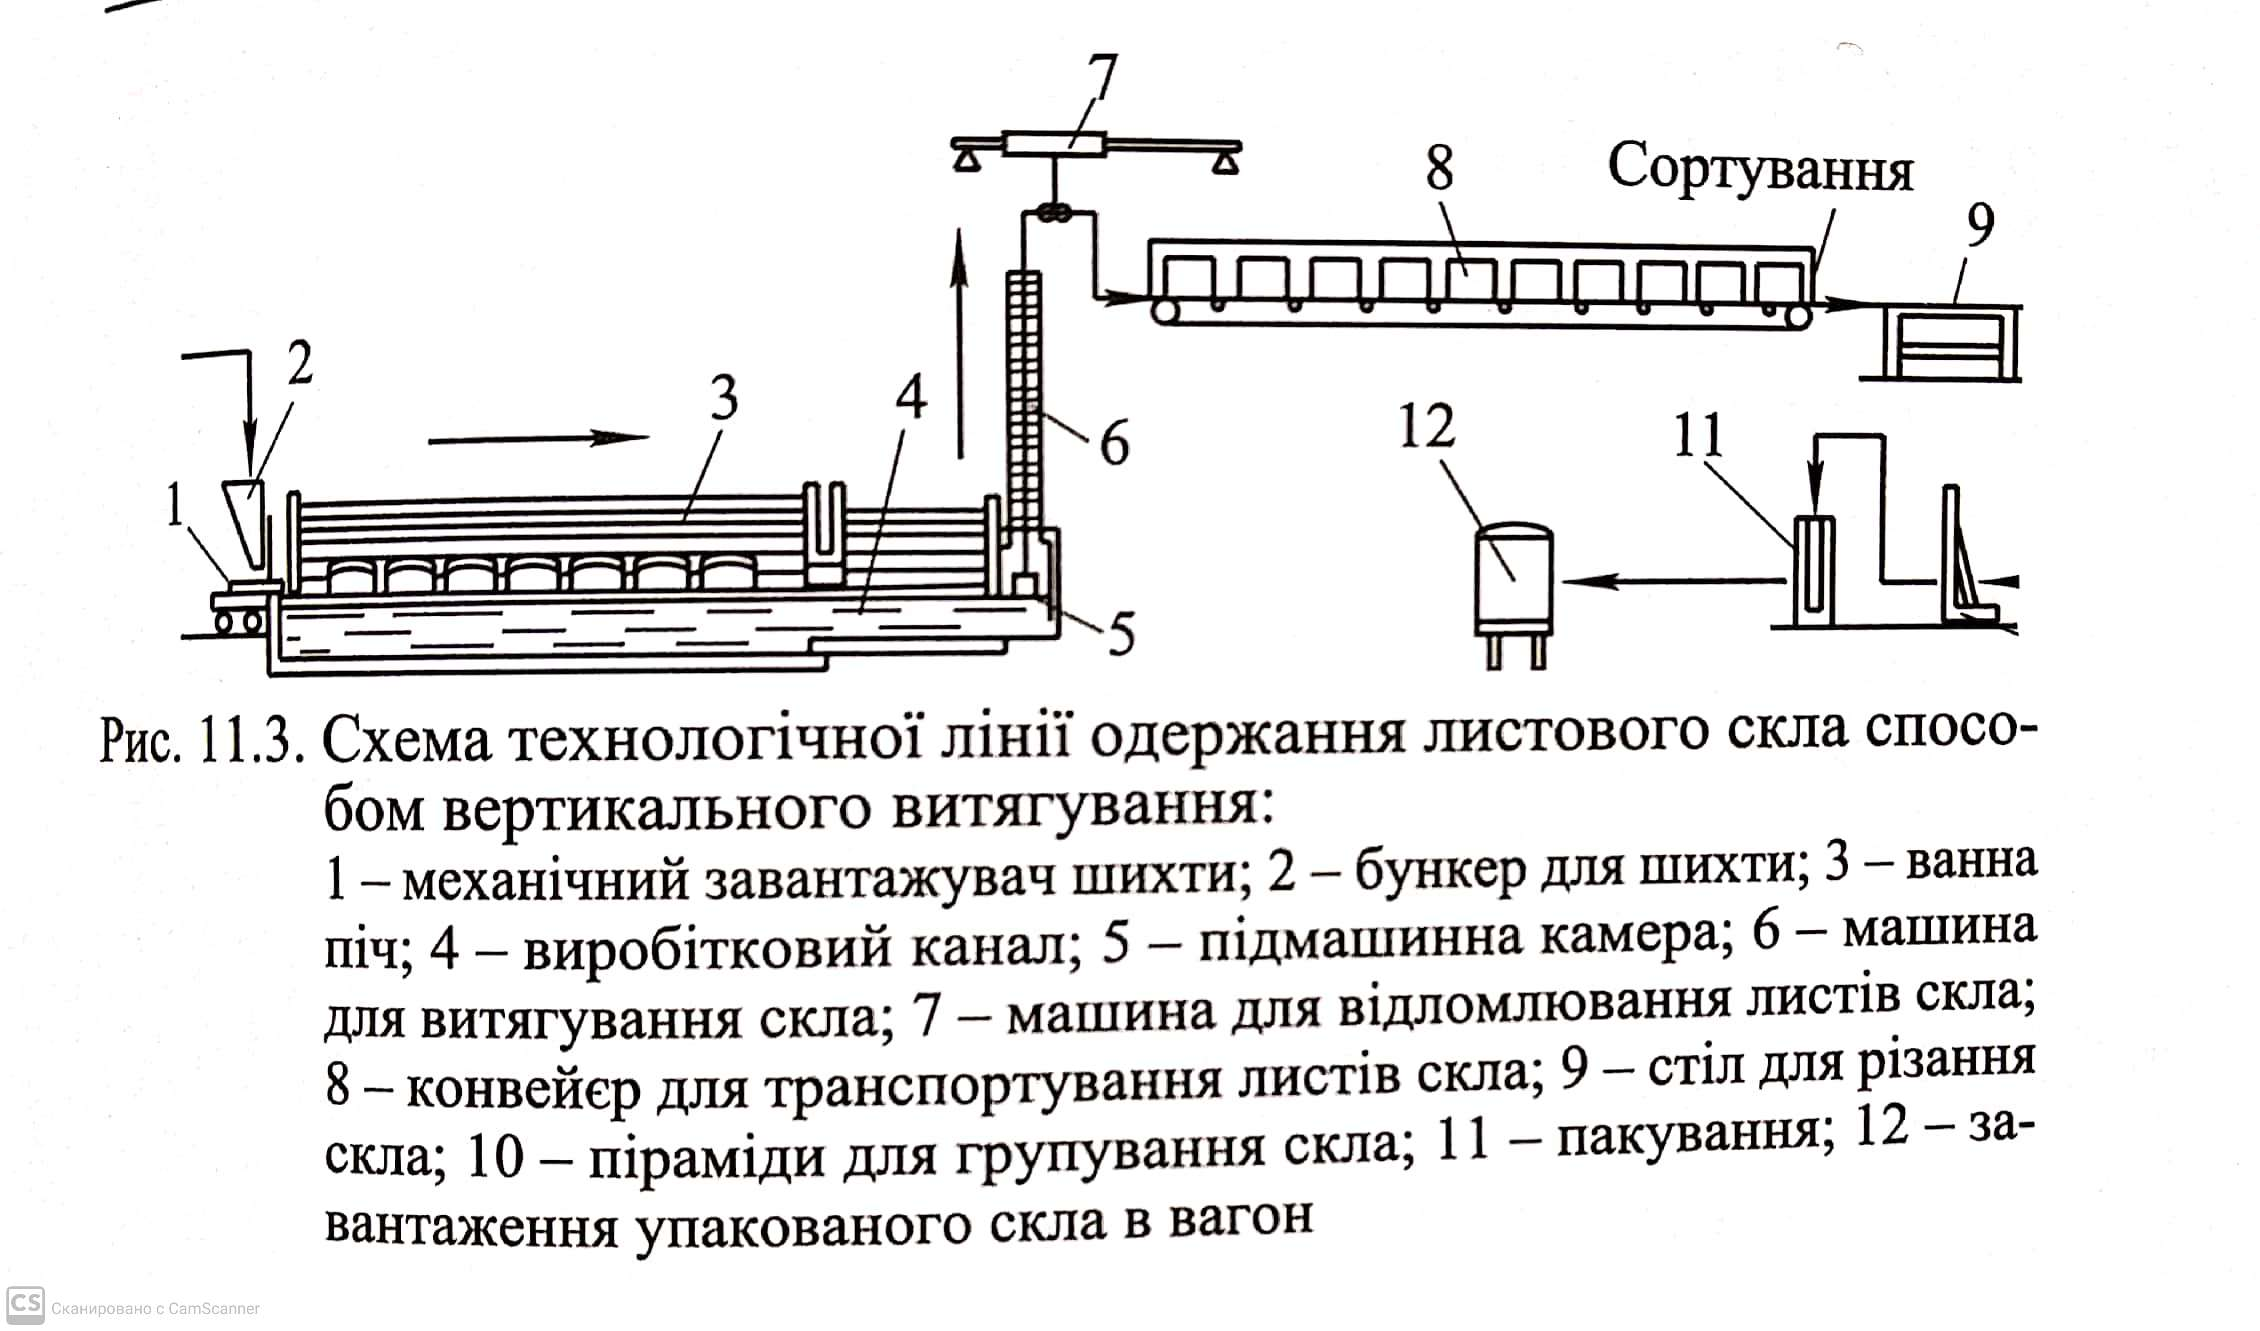 7
8
Сортування
9
2
3
4
6
12
11
1
5
Рис. 11.3. Схема технологічної лінії одержання листового скла спосо-
бом вертикального витягування:
1 – механічний завантажувач шихти; 2 – бункер для шихти; 3 – ванна
піч; 4 – виробітковий канал; 5 – підмашинна камера; 6 – машина
для витягування скла; 7 – машина для відломлювання листів скла;
8 – конвейєр для транспортування листів скла; 9 – стіл для різання
скла; 10 – піраміди для групування скла; 11 – пакування; 12 – за-
вантаження упакованого скла в вагон
CS Сканировано с CamScanner